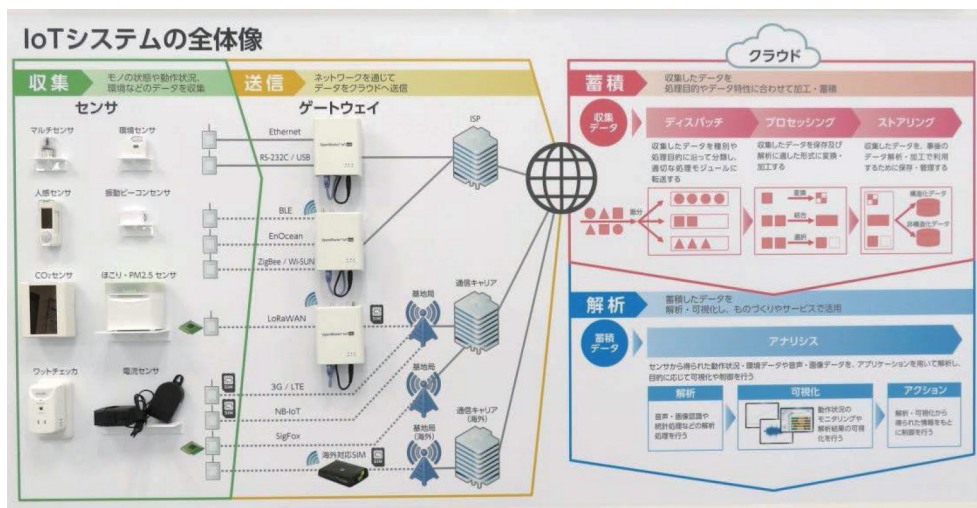 IoTシステムの全体像
収集
モノの状態や動作状況、
環境などのデータを収集
送信
ネットワークを通じて
データをクラウドへ送信
センサ
ゲートウェイ
マルチセンサ
環境センサ
人感センサ
振動ビーコンセンサ
CO₂センサ
ほこり・PM2.5 センサ
ワットチェッカ
電流センサ
Ethernet
RS-232C / USB
BLE
EnOcean
ZigBee / Wi-SUN
LoRaWAN
3G / LTE
NB-IoT
SigFox
海外対応SIM
SIM
SIM
SIM
SIM
ISP
基地局
通信キャリア
基地局
基地局
(海外)
通信キャリア
(海外)
クラウド
蓄積
収集したデータを
処理目的やデータ特性に合わせて加工・蓄積
収集
データ
ディスパッチ
プロセッシング
ストアリング
収集したデータを種別や
処理目的に沿って分類し、
適切な処理モジュールに
転送する
収集したデータを保存及び
解析に適した形式に変換・
加工する
収集したデータを、事後の
データ解析・加工で利用
するために保存・管理する
振分
変換
結合
選択
構造化データ
非構造化データ
解析
蓄積したデータを
解析・可視化し、ものづくりやサービスで活用
蓄積
データ
アナリシス
センサから得られた動作状況・環境データや音声・画像データを、アプリケーションを用いて解析し、
目的に応じて可視化や制御を行う
解析
音声・画像認識や
統計処理などの解析
処理を行う
可視化
動作状況の
モニタリングや
解析結果の可視
化を行う
アクション
解析・可視化から
得られた情報をもと
に制御を行う